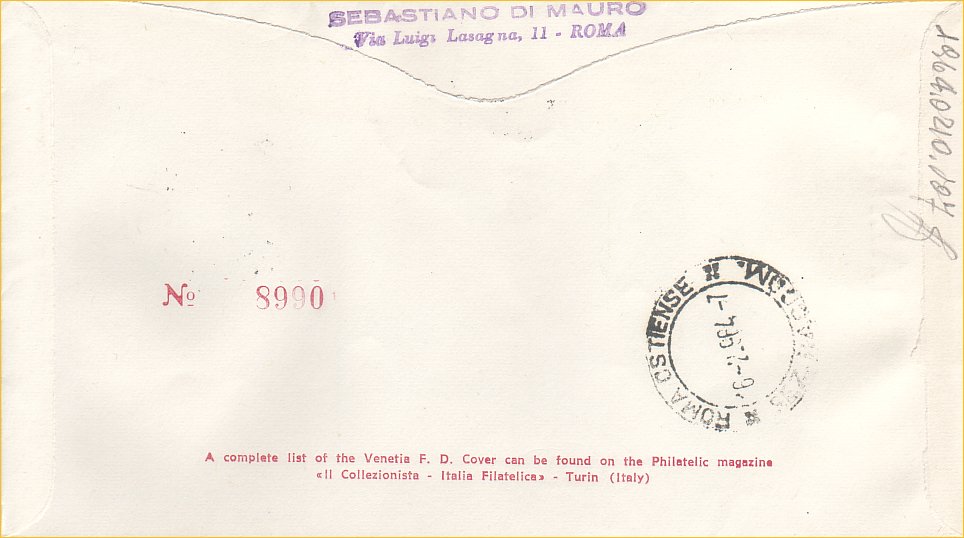 SEBASTIANO DI MAURO
Via Luigi Lasagna, 11 - ROMA
No 8990
ROMA OSTIENSE
A complete list of the Venetia F. D. Cover can be found on the Philatelic magazine
«Il Collezionista - Italia Filatelica» - Turin (Italy)